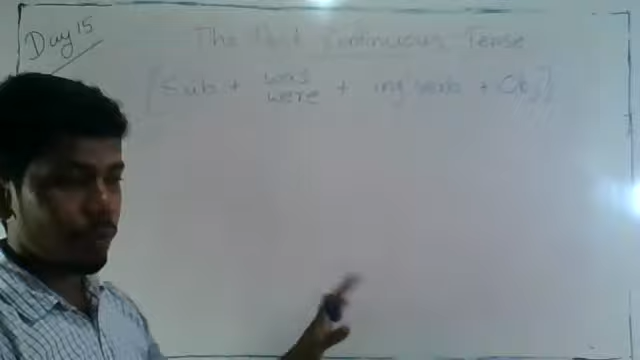 Day 15
The Past Continuous Tense
[Sub + was/were + ing verb + Obj]